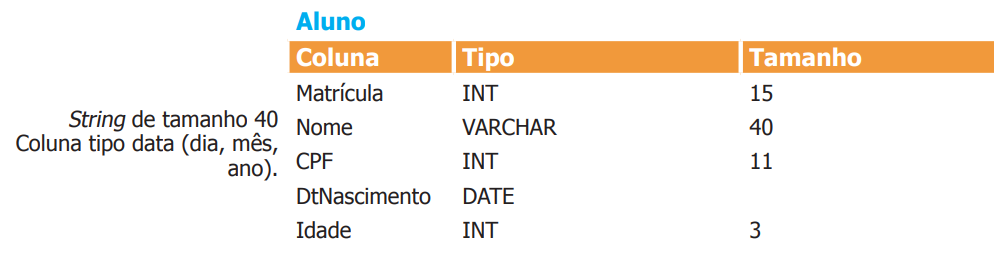 Aluno
Coluna Tipo Tamanho
Matrícula INT 15
String de tamanho 40
Nome VARCHAR 40
Coluna tipo data (dia, mês,
ano).
CPF INT 11
DtNascimento DATE
Idade INT 3